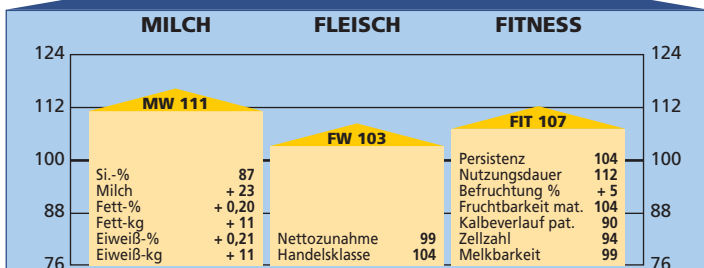 MILCH FLEISCH FITNESS
124 124
112 112
MW 111
FIT 107
FW 103
100 100
88 88
76 76
Si.-% 87
Milch + 23
Fett-% + 0,20
Fett-kg + 11
Eiweiß-% + 0,21
Eiweiß-kg + 11
Nettozunahme 99
Handelsklasse 104
Persistenz 104
Nutzungsdauer 112
Befruchtung % + 5
Fruchtbarkeit mat. 104
Kalbeverlauf pat. 90
Zellzahl 94
Melkbarkeit 99